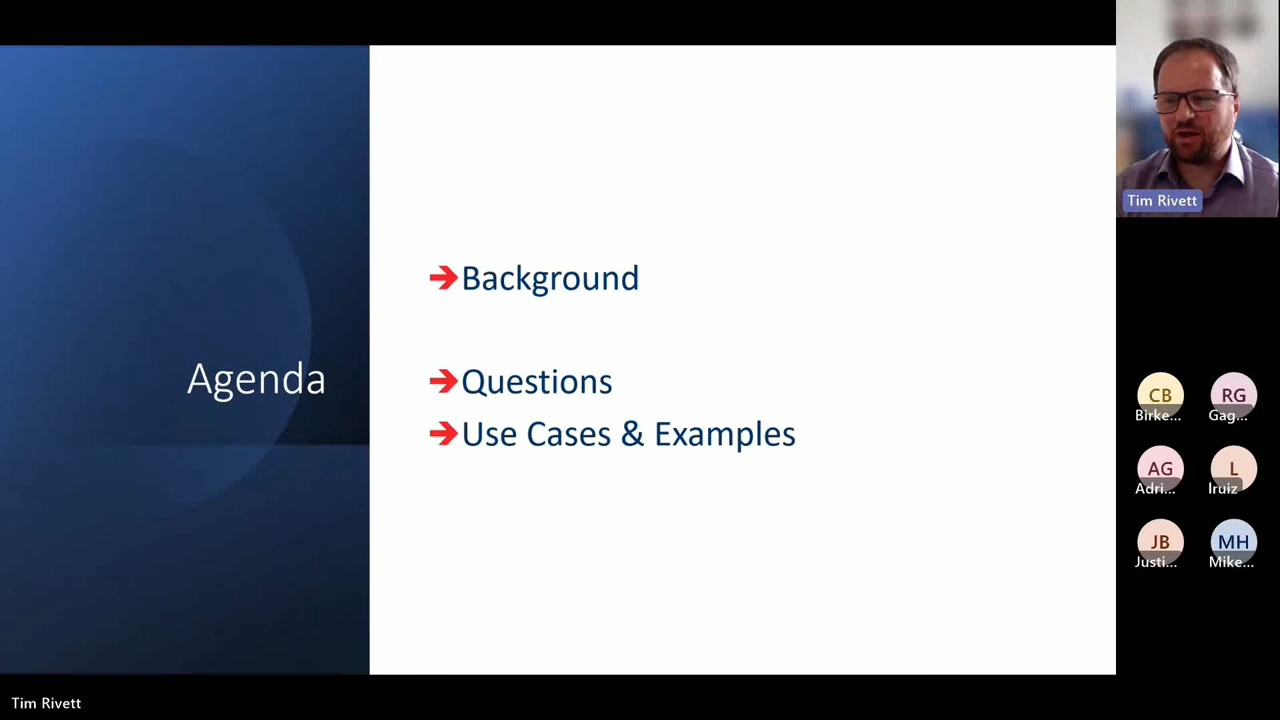 Agenda
➔Background
➔Questions
➔Use Cases & Examples
Tim Rivett
CB
Birke...
RG
Gag...
AG
Adri...
L
lruiz
JB
Justi...
MH
Mike...
Tim Rivett